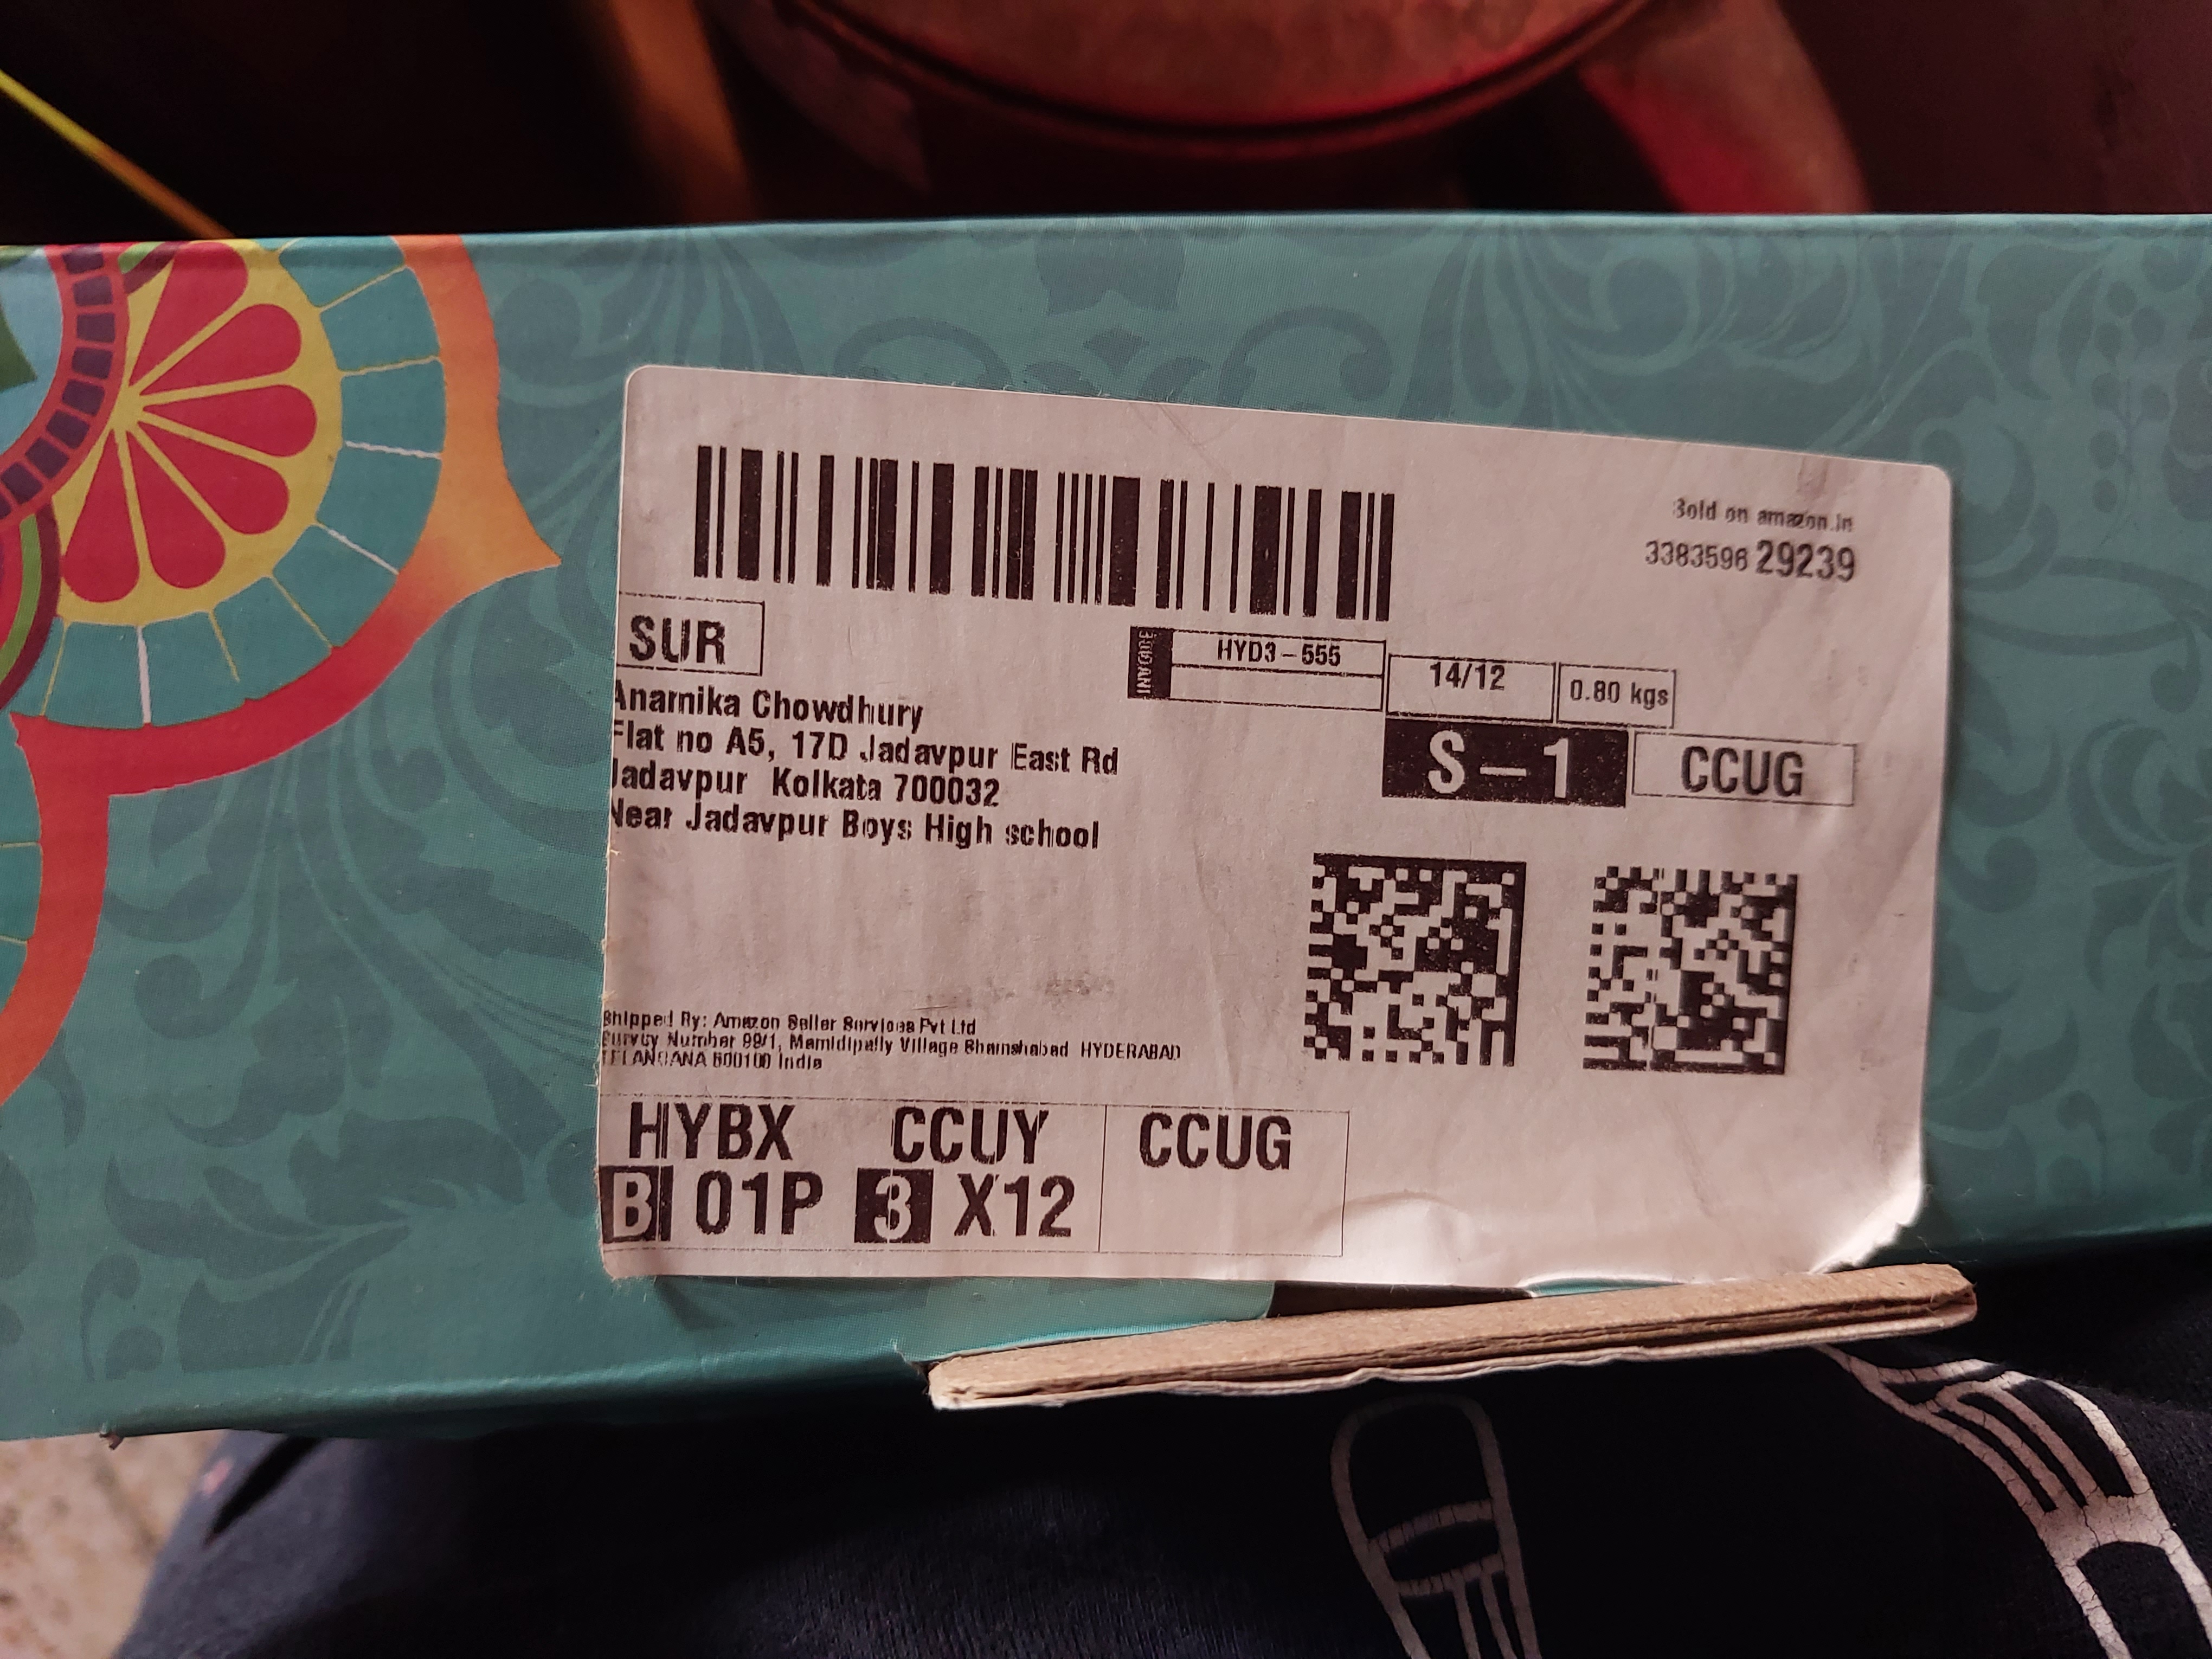 Sold on amazon.in
3383596 29239
SUR
INVOICE
HYD3-555
14/12
0.80 kgs
Anamika Chowdhury
Flat no A5, 17D Jadavpur East Rd
Jadavpur Kolkata 700032
Near Jadavpur Boys High school
S-1
CCUG
Shipped By: Amazon Seller Services Pvt Ltd
Survey Number 99/1, Mamidipally Village Shamshabad HYDERABAD
TELANGANA 500100 India
HYBX CCUY CCUG
B 01P 3 X12